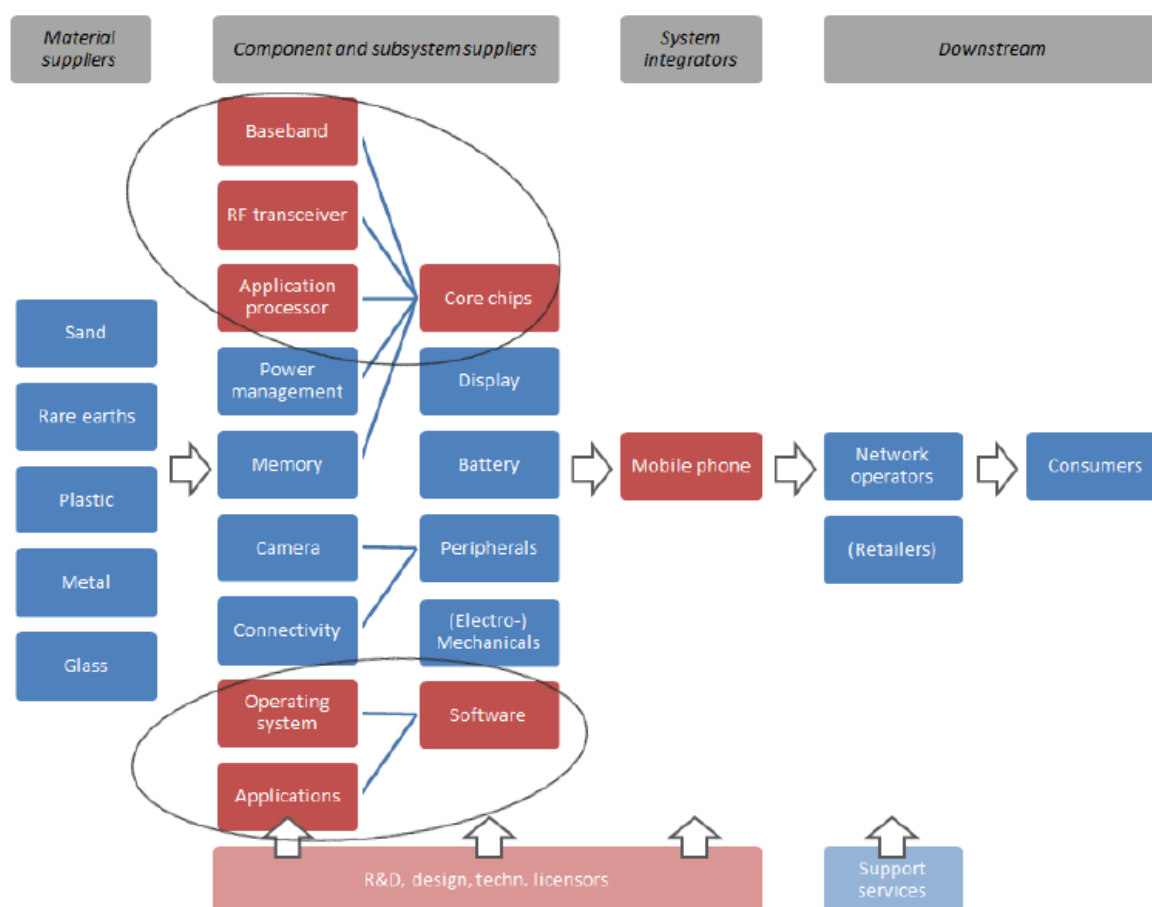 Material
suppliers
Component and subsystem suppliers
System
integrators
Downstream
Baseband
RF transceiver
Application
processor
Core chips
Sand
Power
management
Display
Rare earths
Memory
Battery
Mobile phone
Network
operators
Consumers
Plastic
Camera
Peripherals
(Retailers)
Metal
Connectivity
(Electro-)
Mechanicals
Glass
Operating
system
Software
Applications
R&D, design, techn. licensors
Support
services